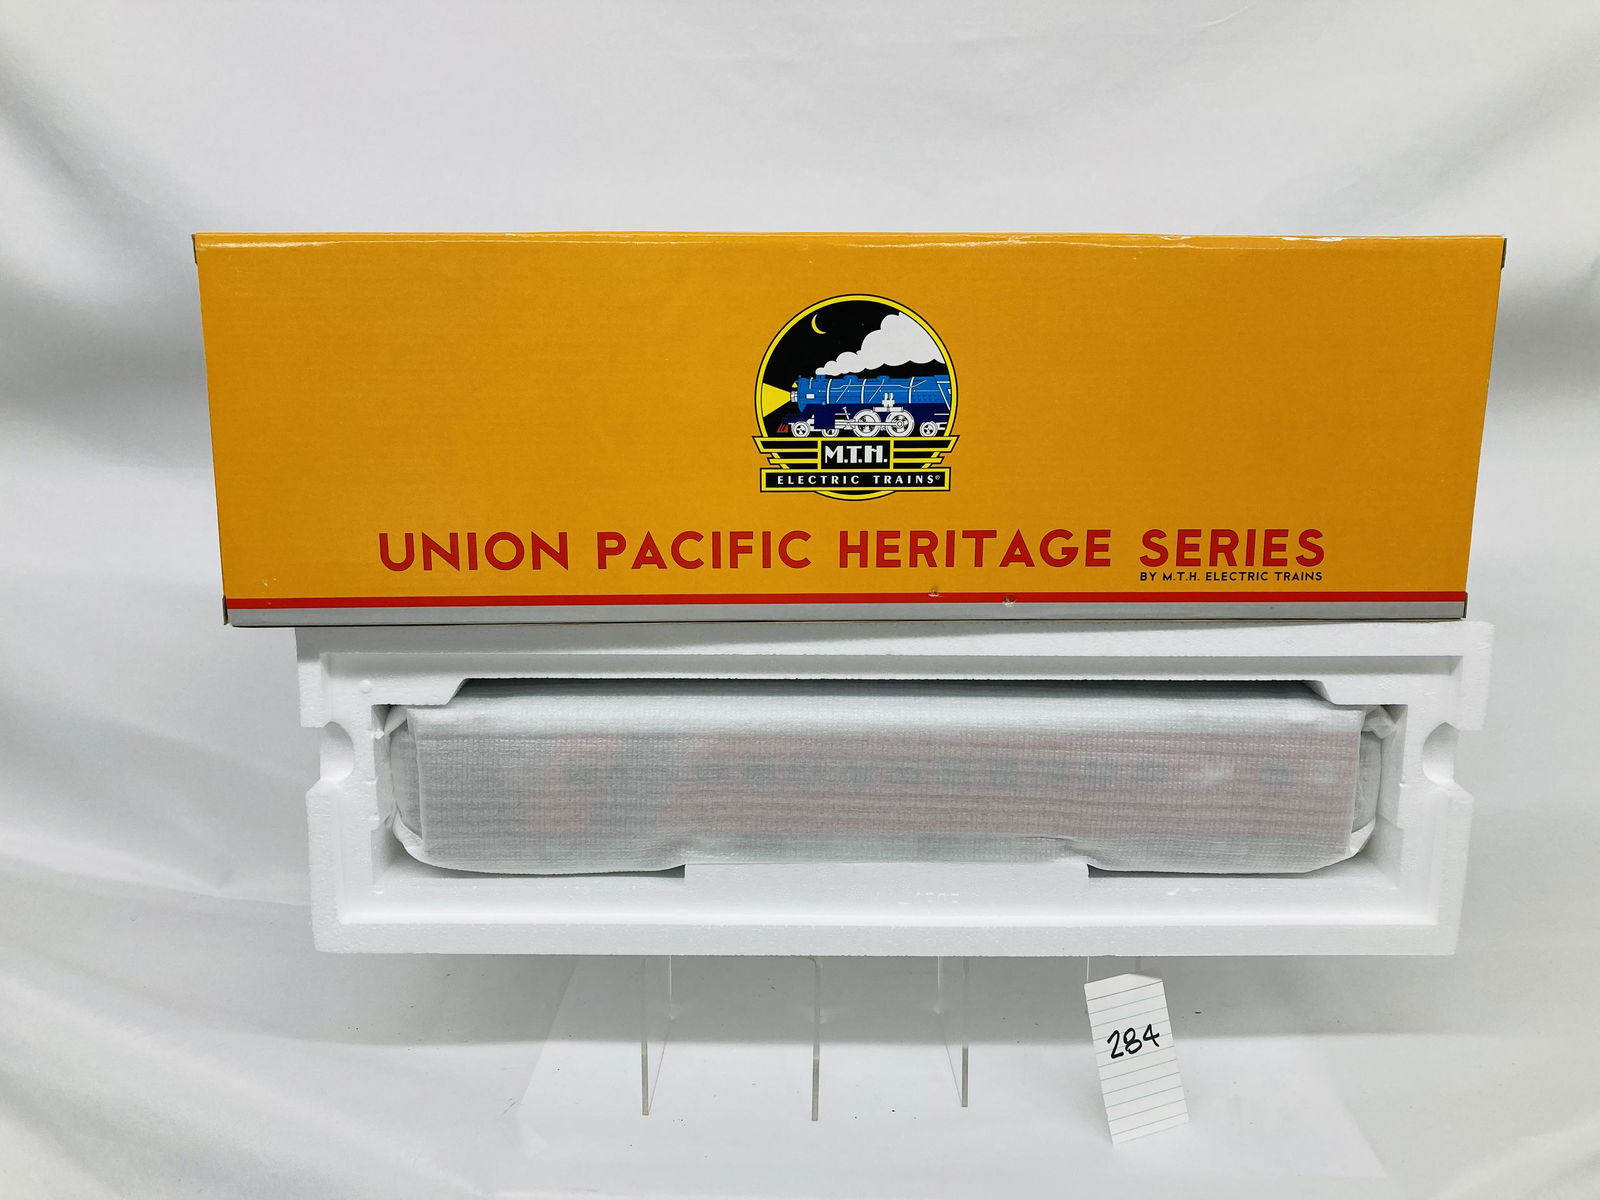 M.T.H.
ELECTRIC TRAINS®
UNION PACIFIC HERITAGE SERIES
BY M.T.H. ELECTRIC TRAINS
284